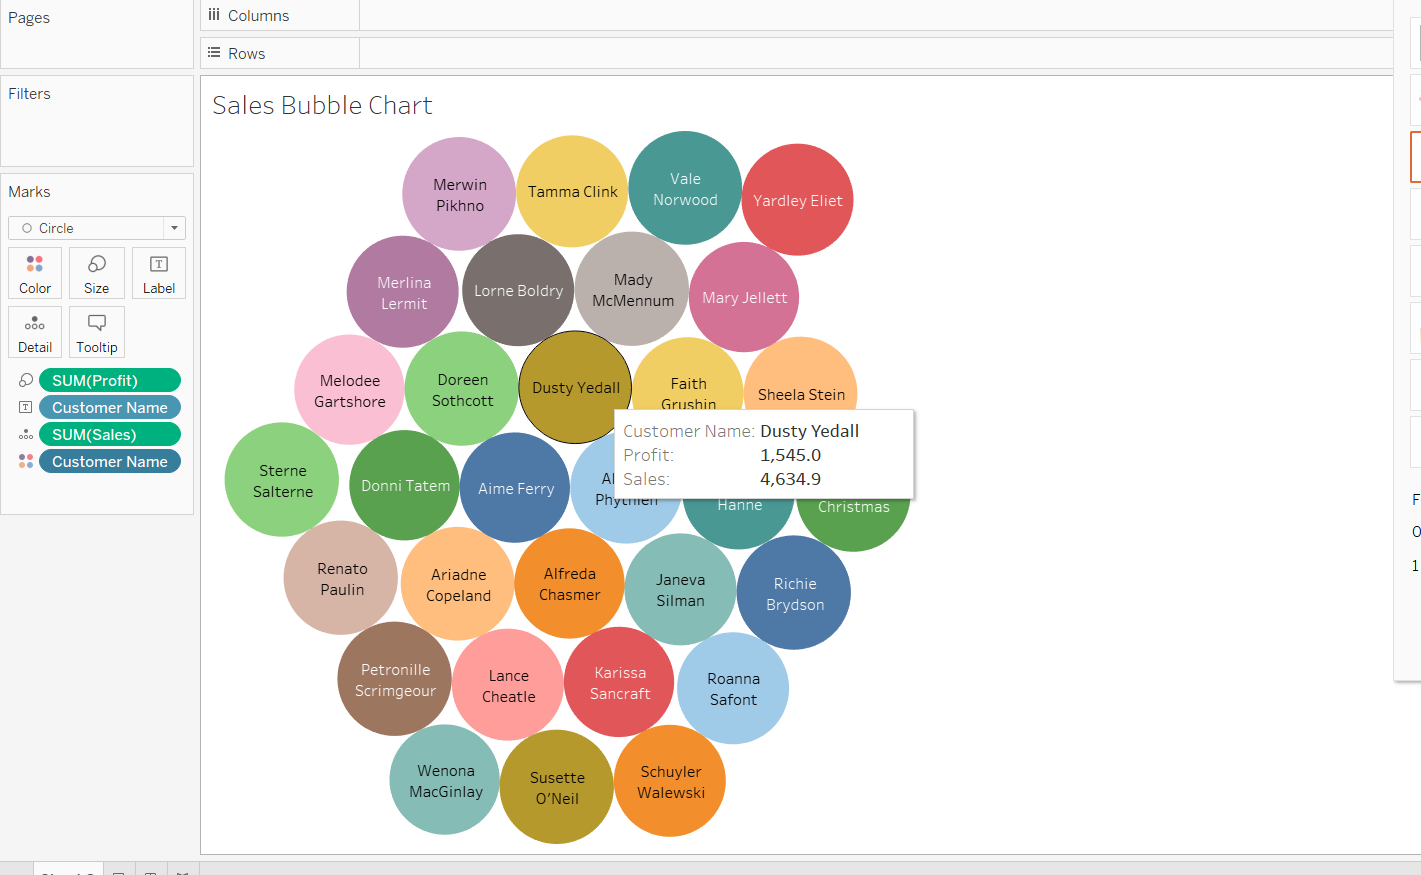 Pages
Columns
Rows
Filters
Sales Bubble Chart
Marks
Circle
Color
Size
Label
Detail
Tooltip
SUM(Profit)
Customer Name
SUM(Sales)
Customer Name
Merwin
Pikhno
Tamma Clink
Vale
Norwood
Yardley Eliet
Merlina
Lermit
Lorne Boldry
Mady
McMennum
Mary Jellett
Melodee
Gartshore
Doreen
Sothcott
Dusty Yedall
Faith
Grushin
Sheela Stein
Customer Name: Dusty Yedall
Profit: 1,545.0
Sales: 4,634.9
Sterne
Salterne
Donni Tatem
Aime Ferry
Phythien
Hanne
Christmas
Renato
Paulin
Ariadne
Copeland
Alfreda
Chasmer
Janeva
Silman
Richie
Brydson
Petronille
Scrimgeour
Lance
Cheatle
Karissa
Sancraft
Roanna
Safont
Wenona
MacGinlay
Susette
O'Neil
Schuyler
Walewski